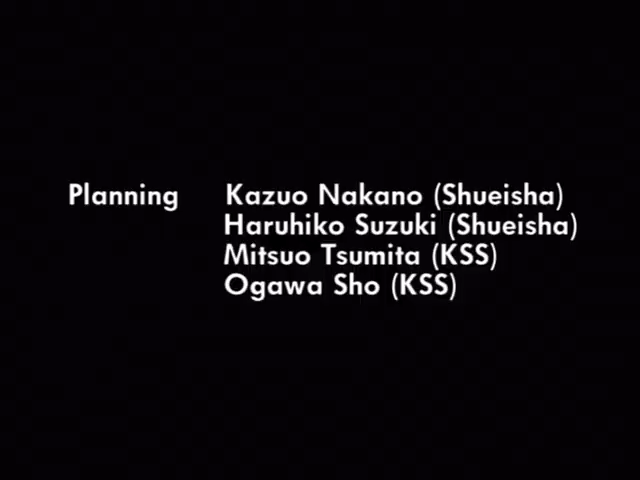 Planning Kazuo Nakano (Shueisha)
Haruhiko Suzuki (Shueisha)
Mitsuo Tsumita (KSS)
Ogawa Sho (KSS)